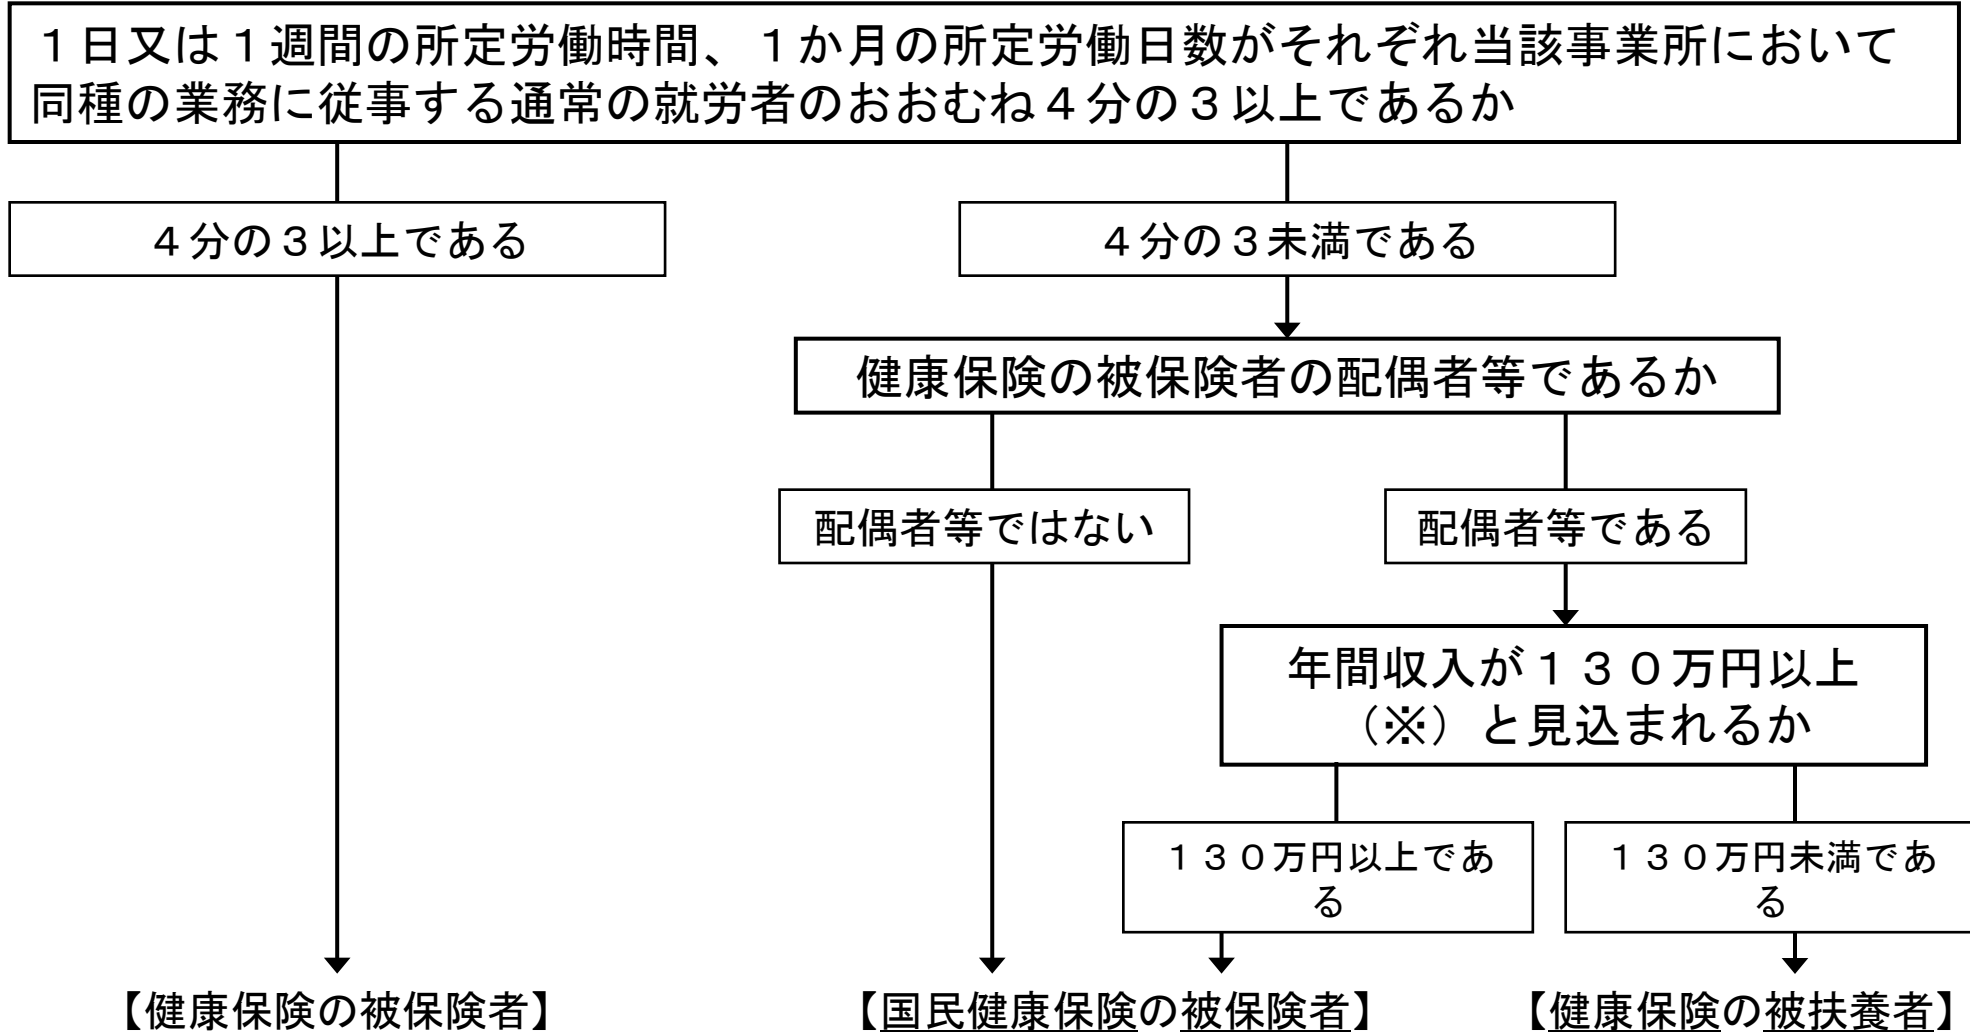 １日又は１週間の所定労働時間、１か月の所定労働日数がそれぞれ当該事業所において
同種の業務に従事する通常の就労者のおおむね４分の３以上であるか
４分の３以上である
４分の３未満である
健康保険の被保険者の配偶者等であるか
配偶者等ではない
配偶者等である
年間収入が１３０万円以上
（※）と見込まれるか
１３０万円以上であ
る
１３０万円未満であ
る
【健康保険の被保険者】
【国民健康保険の被保険者】
【健康保険の被扶養者】